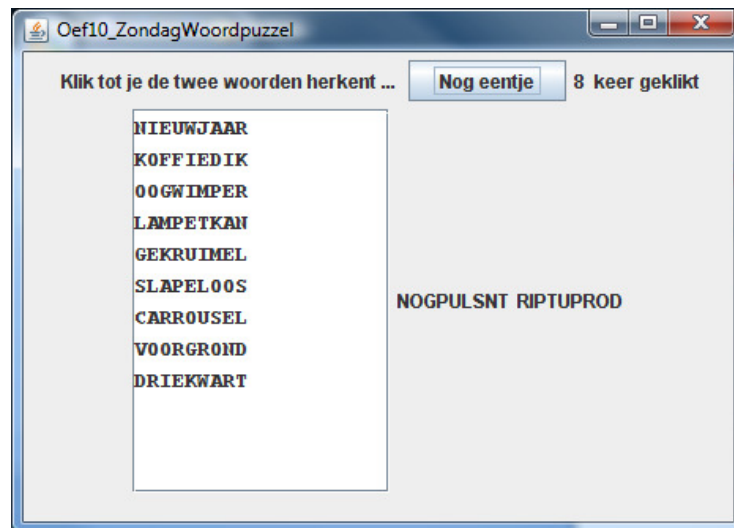 Oef10_ZondagWoordpuzzel
Klik tot je de twee woorden herkent ... Nog eentje 8 keer geklikt
NIEUWJAAR
KOFFIEDIK
OOGWIMPER
LAMPETKAN
GEKRUIMEL
SLAPELOOS
CARROUSEL
VOORGROND
DRIEKWART
NOGPULSNT RIPTUPROD